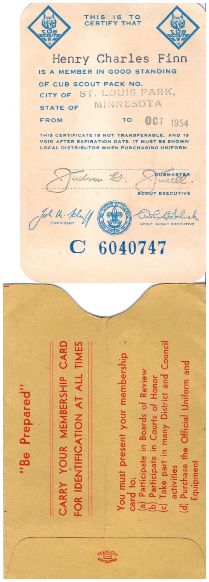 THIS IS TO
CERTIFY THAT
Henry Charles Finn
IS A MEMBER IN GOOD STANDING
OF CUB SCOUT PACK NO.
CITY OF ST. LOUIS PARK,
STATE OF MINNESOTA
FROM TO OCT 1954
THIS CERTIFICATE IS NOT TRANSFERABLE, AND IS
VOID AFTER EXPIRATION DATE. IT MUST BE SHOWN
LOCAL DISTRIBUTOR WHEN PURCHASING UNIFORM.
CUBMASTER
SCOUT EXECUTIVE
PRESIDENT
CHIEF SCOUT EXECUTIVE
C 6040747
"Be Prepared"
CARRY YOUR MEMBERSHIP CARD
FOR IDENTIFICATION AT ALL TIMES
You must present your membership
card to:
(a) Participate in Boards of Review
(b) Participate in Courts of Honor
(c) Take part in many District and Council
activities
(d) Purchase the Official Uniform and
Equipment